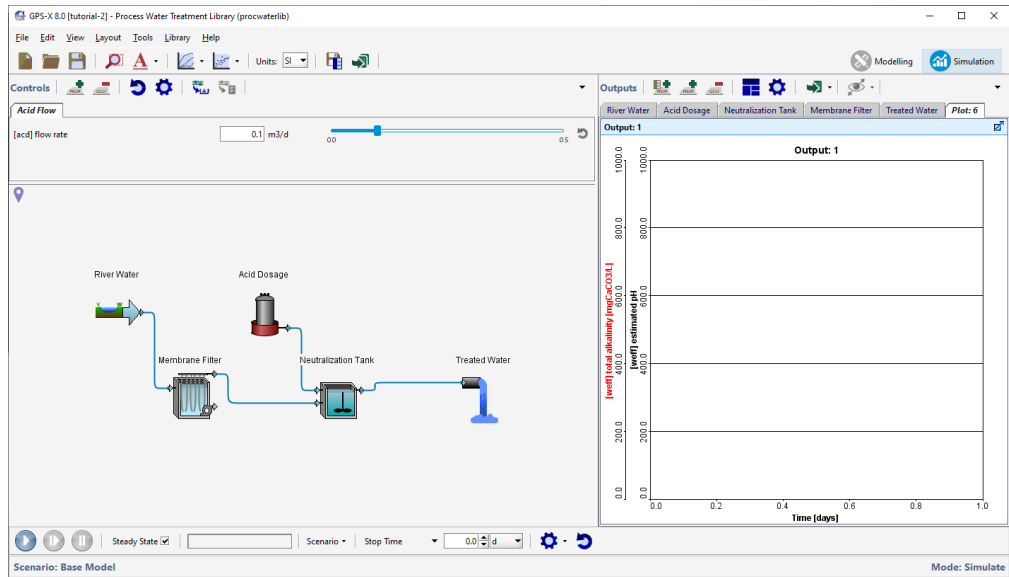 GPS-X 8.0 [tutorial-2] - Process Water Treatment Library (procwaterlib)
File Edit View Layout Tools Library Help
A Units: SI Modelling Simulation
Controls NEW OLD
Acid Flow
[acd] flow rate 0.1 m3/d 0.0 0.5
River Water
Acid Dosage
Membrane Filter
Neutralization Tank
Treated Water
Outputs NEW NEW OLD
River Water Acid Dosage Neutralization Tank Membrane Filter Treated Water Plot: 6
Output: 1
Output: 1
[weff] total alkalinity [mgCaCO3/L]
0.0 200.0 400.0 600.0 800.0 1000.0
[weff] estimated pH
0.0 200.0 400.0 600.0 800.0 1000.0
0.0 0.2 0.4 0.6 0.8 1.0
Time [days]
Steady State Scenario Stop Time 0.0 d
Scenario: Base Model Mode: Simulate